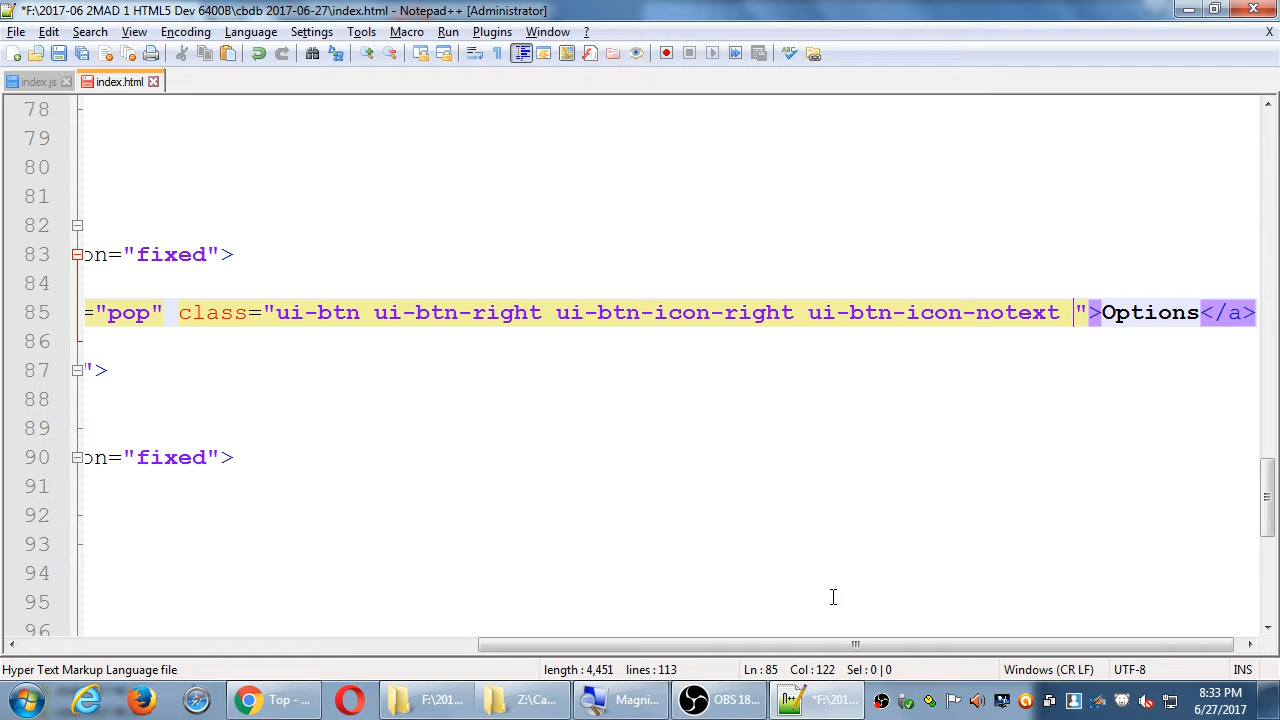 *F:\2017-06 2MAD 1 HTML5 Dev 6400B\cbdb 2017-06-27\index.html - Notepad++ [Administrator]
File Edit Search View Encoding Language Settings Tools Macro Run Plugins Window ? X
index.js index.html
78
79
80
81
82
83 on="fixed">
84
85 ="pop" class="ui-btn ui-btn-right ui-btn-icon-right ui-btn-icon-notext ">Options</a>
86
87 ">
88
89
90 on="fixed">
91
92
93
94
95
96
Hyper Text Markup Language file length : 4,451 lines : 113 Ln : 85 Col : 122 Sel : 0 | 0 Windows (CR LF) UTF-8 INS
Top - ... F:\201... Z:\Ca... Magni... OBS 18... *F:\201... 8:33 PM
6/27/2017